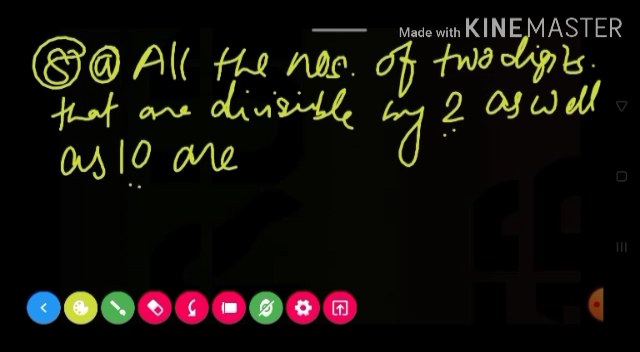 Made with KINEMASTER
8 a All the nos. of two digits.
that are divisible by 2 as well
as 10 are